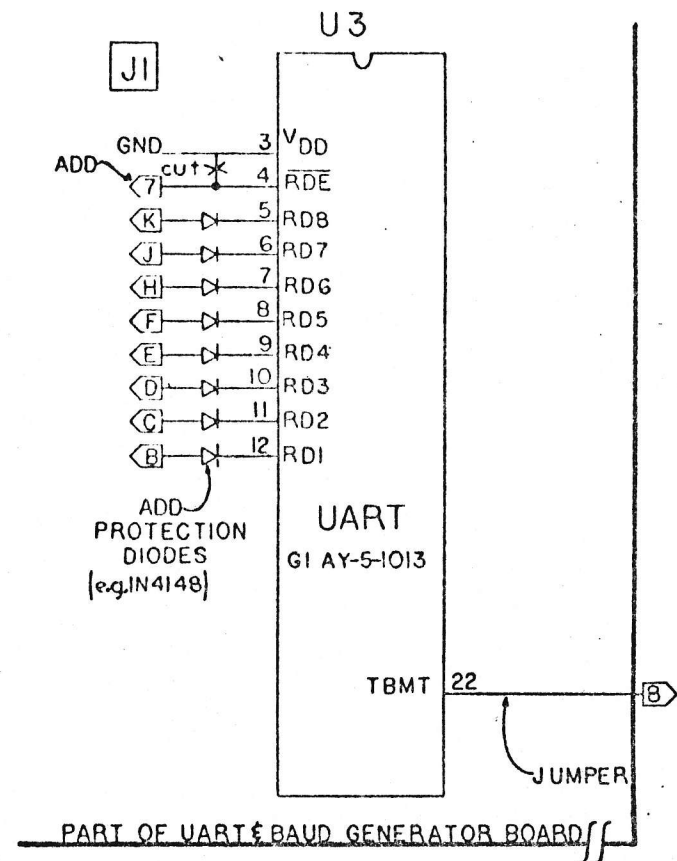 U3
J1
GND 3 VDD
ADD cut
7 4 RDE
K 5 RD8
J 6 RD7
H 7 RD6
F 8 RD5
E 9 RD4
D 10 RD3
C 11 RD2
B 12 RD1
ADD
PROTECTION
DIODES
(e.g.1N4148)
UART
GI AY-5-1013
TBMT 22 8
JUMPER
PART OF UART & BAUD GENERATOR BOARD